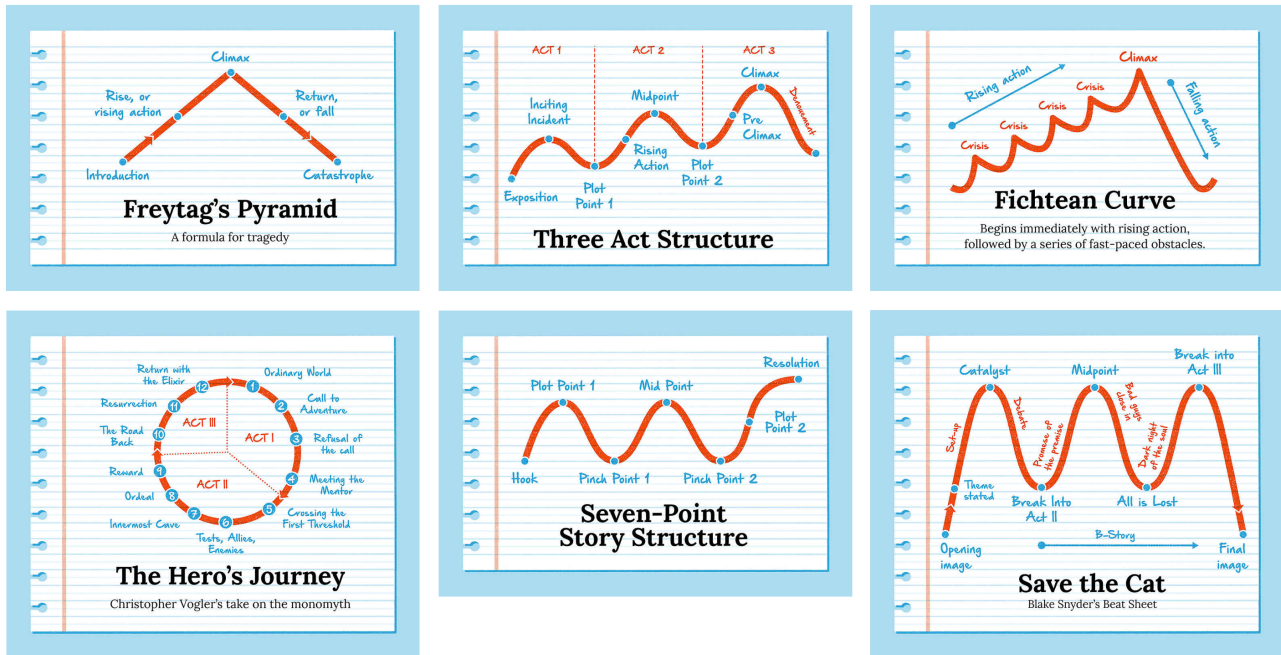 Climax
Rise, or
rising action
Return,
or fall
Introduction
Catastrophe
Freytag's Pyramid
A formula for tragedy
ACT 1
ACT 2
ACT 3
Climax
Inciting
Incident
Midpoint
Denouement
Pre
Climax
Rising
Action
Exposition
Plot
Point 1
Plot
Point 2
Three Act Structure
Climax
Rising action
Falling action
Crisis
Crisis
Crisis
Crisis
Fichtean Curve
Begins immediately with rising action,
followed by a series of fast-paced obstacles.
Return with
the Elixir
12
1
Ordinary World
Resurrection
11
2
Call to
Adventure
ACT III
ACT I
The Road
Back
10
3
Refusal of
the call
Reward
9
ACT II
4
Meeting the
Mentor
Ordeal
8
5
Crossing the
First Threshold
Innermost Cave
7
6
Tests, Allies,
Enemies
The Hero's Journey
Christopher Vogler's take on the monomyth
Resolution
Plot Point 1
Mid Point
Plot
Point 2
Hook
Pinch Point 1
Pinch Point 2
Seven-Point
Story Structure
Break into
Act III
Catalyst
Midpoint
Set-up
Debate
Promese of
the premise
Bad guys
close in
Dark night
of the soul
Theme
stated
Break Into
Act II
All is Lost
B-Story
Opening
image
Final
image
Save the Cat
Blake Snyder's Beat Sheet